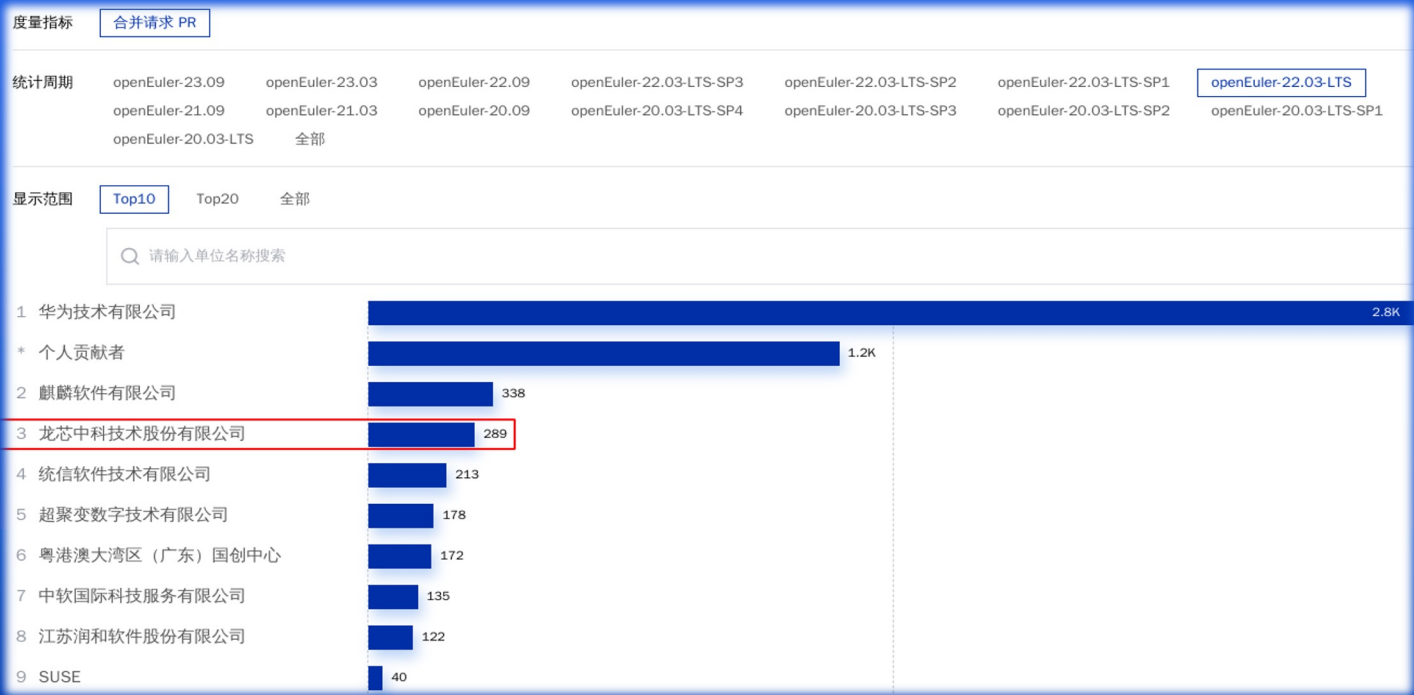 度量指标 合并请求 PR
统计周期 openEuler-23.09 openEuler-23.03 openEuler-22.09 openEuler-22.03-LTS-SP3 openEuler-22.03-LTS-SP2 openEuler-22.03-LTS-SP1 openEuler-22.03-LTS
openEuler-21.09 openEuler-21.03 openEuler-20.09 openEuler-20.03-LTS-SP4 openEuler-20.03-LTS-SP3 openEuler-20.03-LTS-SP2 openEuler-20.03-LTS-SP1
openEuler-20.03-LTS 全部
显示范围 Top10 Top20 全部
请输入单位名称搜索
1 华为技术有限公司 2.8K
* 个人贡献者 1.2K
2 麒麟软件有限公司 338
3 龙芯中科技术股份有限公司 289
4 统信软件技术有限公司 213
5 超聚变数字技术有限公司 178
6 粤港澳大湾区（广东）国创中心 172
7 中软国际科技服务有限公司 135
8 江苏润和软件股份有限公司 122
9 SUSE 40